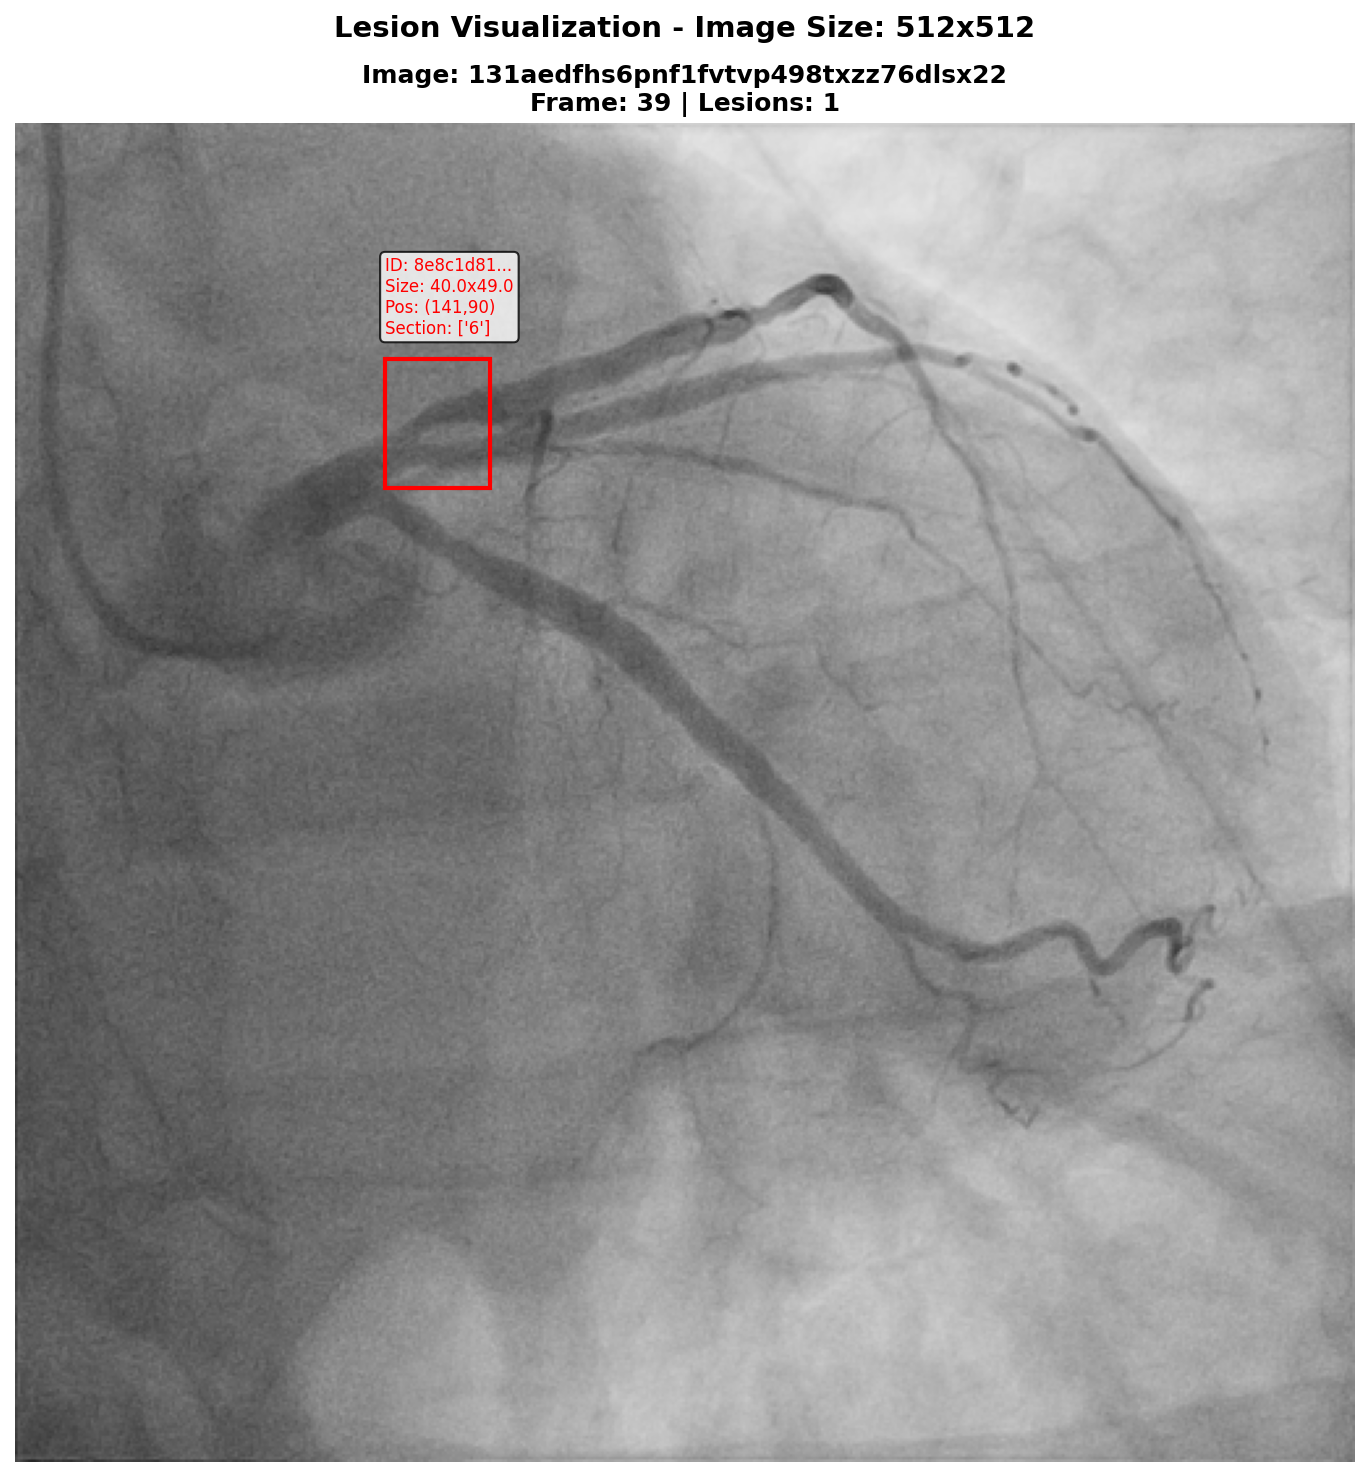 Lesion Visualization - Image Size: 512x512
Image: 131aedfhs6pnf1fvtvp498txzz76dlsx22
Frame: 39 | Lesions: 1
ID: 8e8c1d81...
Size: 40.0x49.0
Pos: (141,90)
Section: ['6']